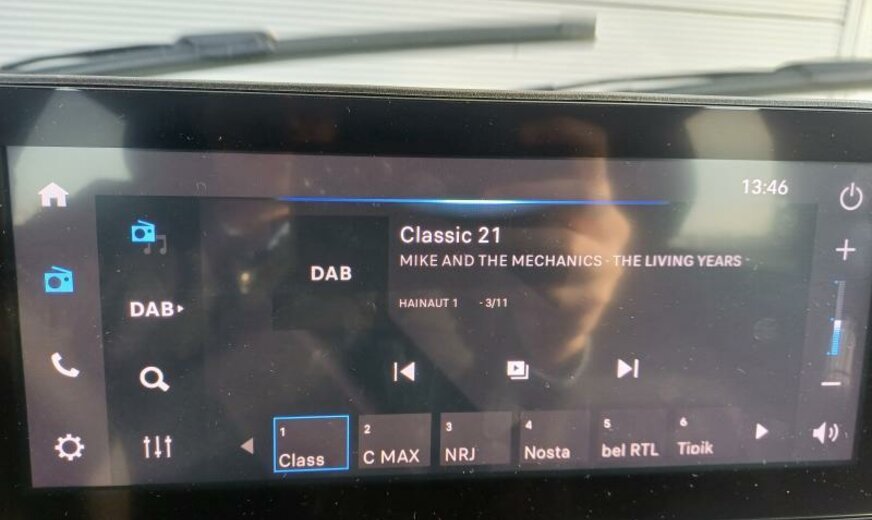 13:46
Classic 21
MIKE AND THE MECHANICS - THE LIVING YEARS
DAB
HAINAUT 1 - 3/11
DAB
1 Class
2 C MAX
3 NRJ
4 Nosta
5 bel RTL
6 Tipik